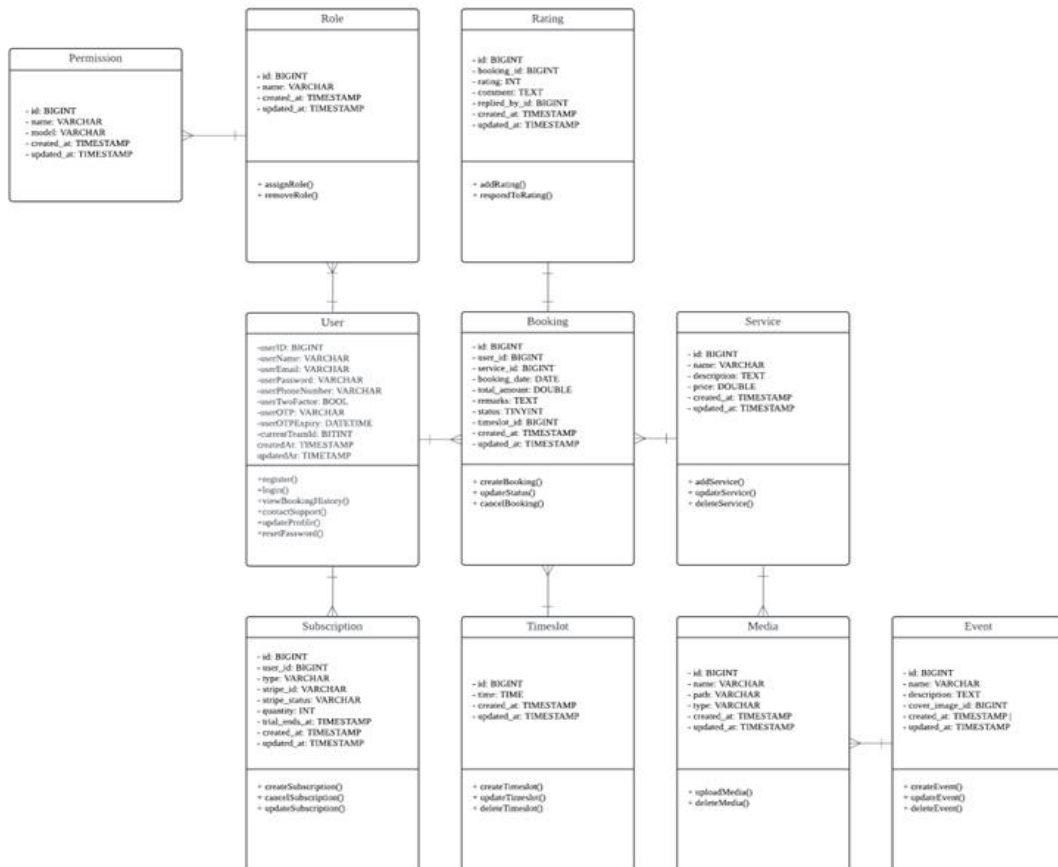 Permission
- id: BIGINT
- name: VARCHAR
- model: VARCHAR
- created_at: TIMESTAMP
- updated_at: TIMESTAMP
Role
- id: BIGINT
- name: VARCHAR
- created_at: TIMESTAMP
- updated_at: TIMESTAMP
+ assignRole()
+ removeRole()
Rating
- id: BIGINT
- booking_id: BIGINT
- rating: INT
- comment: TEXT
- replied_by_id: BIGINT
- created_at: TIMESTAMP
- updated_at: TIMESTAMP
+ addRating()
+ respondToRating()
User
-userID: BIGINT
-userName: VARCHAR
-userEmail: VARCHAR
-userPassword: VARCHAR
-userPhoneNumber: VARCHAR
-userTwoFactor: BOOL
-userOTP: VARCHAR
-userOTPExpiry: DATETIME
-currentTeamId: BITINT
createdAt: TIMESTAMP
updatedAt: TIMETAMP
+register()
+login()
+viewBookingHistory()
+contactSupport()
+updateProfile()
+resetPassword()
Booking
- id: BIGINT
- user_id: BIGINT
- service_id: BIGINT
- booking_date: DATE
- total_amount: DOUBLE
- remarks: TEXT
- status: TINYINT
- timeslot_id: BIGINT
- created_at: TIMESTAMP
- updated_at: TIMESTAMP
+ createBooking()
+ updateStatus()
+ cancelBooking()
Service
- id: BIGINT
- name: VARCHAR
- description: TEXT
- price: DOUBLE
- created_at: TIMESTAMP
- updated_at: TIMESTAMP
+ addService()
+ updateService()
+ deleteService()
Subscription
- id: BIGINT
- user_id: BIGINT
- type: VARCHAR
- stripe_id: VARCHAR
- stripe_status: VARCHAR
- quantity: INT
- trial_ends_at: TIMESTAMP
- created_at: TIMESTAMP
- updated_at: TIMESTAMP
+ createSubscription()
+ cancelSubscription()
+ updateSubscription()
Timeslot
- id: BIGINT
- time: TIME
- created_at: TIMESTAMP
- updated_at: TIMESTAMP
+ createTimeslot()
+ updateTimeslot()
+ deleteTimeslot()
Media
- id: BIGINT
- name: VARCHAR
- path: VARCHAR
- type: VARCHAR
- created_at: TIMESTAMP
- updated_at: TIMESTAMP
+ uploadMedia()
+ deleteMedia()
Event
- id: BIGINT
- name: VARCHAR
- description: TEXT
- cover_image_id: BIGINT
- created_at: TIMESTAMP |
- updated_at: TIMESTAMP
+ createEvent()
+ updateEvent()
+ deleteEvent()